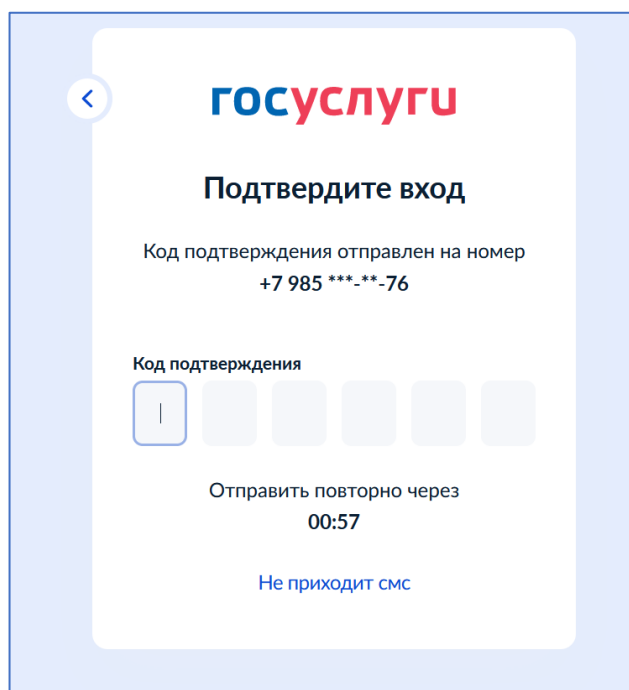 госуслуги
Подтвердите вход
Код подтверждения отправлен на номер
+7 985 ***-**-76
Код подтверждения
Отправить повторно через
00:57
Не приходит смс